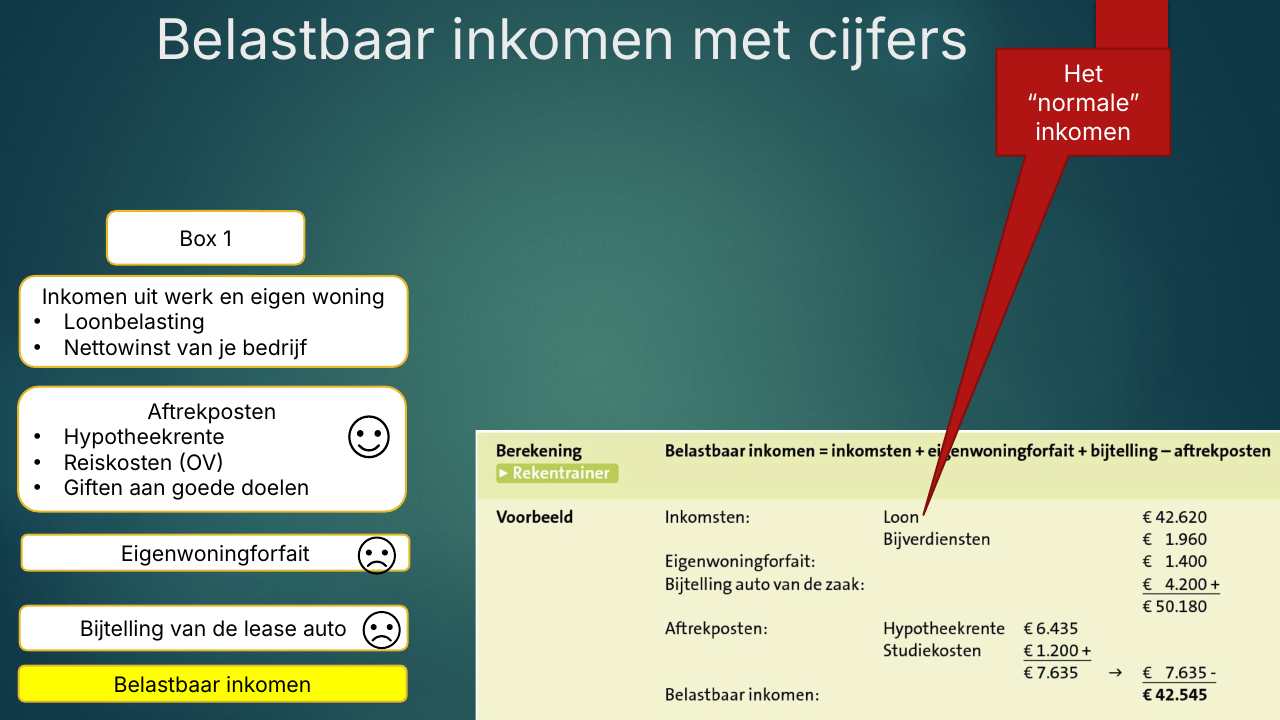 Belastbaar inkomen met cijfers
Het
“normale”
inkomen
Box 1
Inkomen uit werk en eigen woning
• Loonbelasting
• Nettowinst van je bedrijf
Aftrekposten
• Hypotheekrente
• Reiskosten (OV)
• Giften aan goede doelen
Eigenwoningforfait
Bijtelling van de lease auto
Belastbaar inkomen
Berekening Belastbaar inkomen = inkomsten + eigenwoningforfait + bijtelling – aftrekposten
▸ Rekentrainer
Voorbeeld Inkomsten: Loon € 42.620
Bijverdiensten € 1.960
Eigenwoningforfait: € 1.400
Bijtelling auto van de zaak: € 4.200 +
€ 50.180
Aftrekposten: Hypotheekrente € 6.435
Studiekosten € 1.200 +
€ 7.635 → € 7.635 -
Belastbaar inkomen: € 42.545